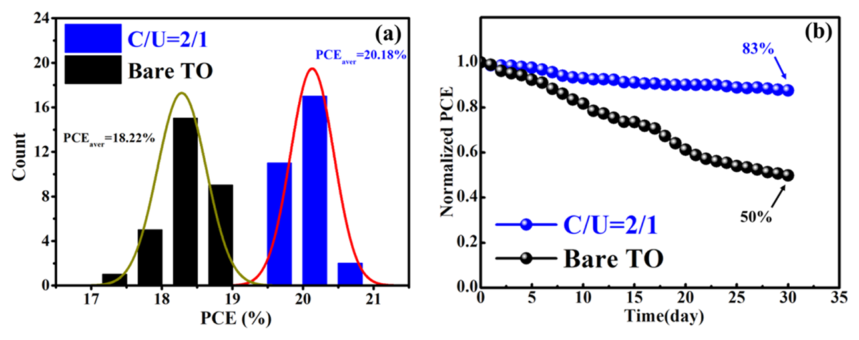 (a)
C/U=2/1
Bare TO
PCEaver=20.18%
PCEaver=18.22%
Count
24
20
16
12
8
4
0
17 18 19 20 21
PCE (%)
(b)
83%
50%
C/U=2/1
Bare TO
Normalized PCE
1.0
0.8
0.6
0.4
0.2
0.0
0 5 10 15 20 25 30 35
Time(day)